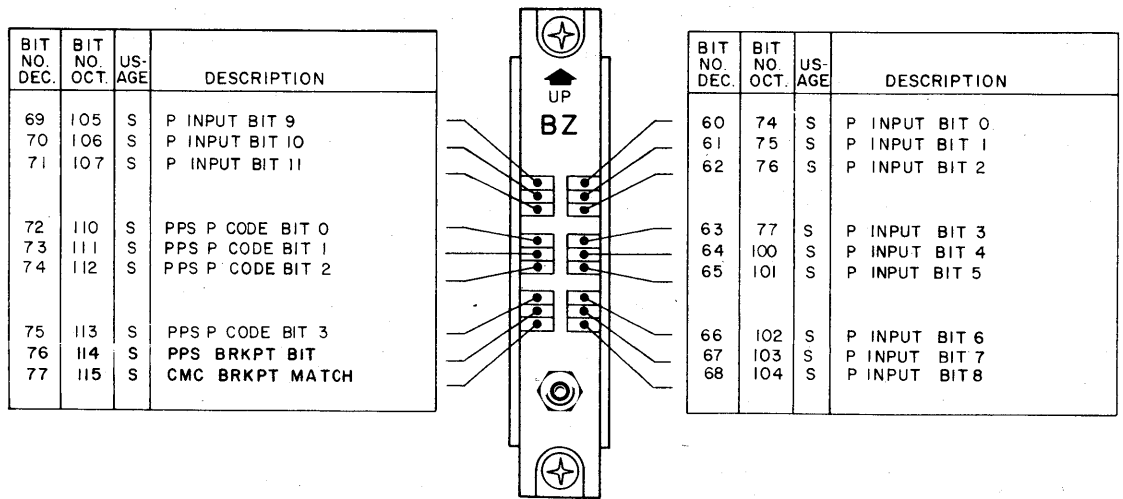 BIT NO. DEC. BIT NO. OCT. US-AGE DESCRIPTION
69 105 S P INPUT BIT 9
70 106 S P INPUT BIT 10
71 107 S P INPUT BIT 11
72 110 S PPS P CODE BIT 0
73 111 S PPS P CODE BIT 1
74 112 S PPS P CODE BIT 2
75 113 S PPS P CODE BIT 3
76 114 S PPS BRKPT BIT
77 115 S CMC BRKPT MATCH
UP
BZ
BIT NO. DEC. BIT NO. OCT. US-AGE DESCRIPTION
60 74 S P INPUT BIT 0
61 75 S P INPUT BIT 1
62 76 S P INPUT BIT 2
63 77 S P INPUT BIT 3
64 100 S P INPUT BIT 4
65 101 S P INPUT BIT 5
66 102 S P INPUT BIT 6
67 103 S P INPUT BIT 7
68 104 S P INPUT BIT 8